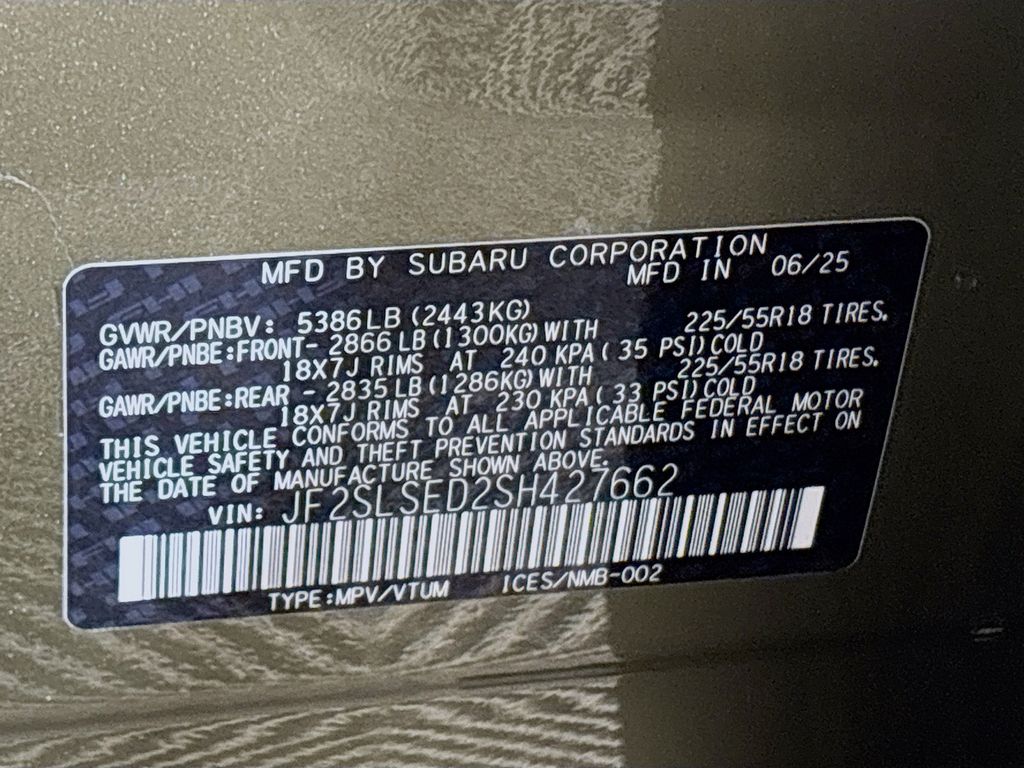 MFD BY SUBARU CORPORATION
MFD IN 06/25
GVWR/PNBV: 5386LB (2443KG)
GAWR/PNBE:FRONT- 2866 LB(1300KG)WITH 225/55R18 TIRES.
18X7J RIMS AT 240 KPA( 35 PSI)COLD
GAWR/PNBE:REAR - 2835 LB(1286KG)WITH 225/55R18 TIRES.
18X7J RIMS AT 230 KPA( 33 PSI)COLD
THIS VEHICLE CONFORMS TO ALL APPLICABLE FEDERAL MOTOR
VEHICLE SAFETY AND THEFT PREVENTION STANDARDS IN EFFECT ON
THE DATE OF MANUFACTURE SHOWN ABOVE.
VIN: JF2SLSED2SH427662
TYPE:MPV/VTUM ICES/NMB-002